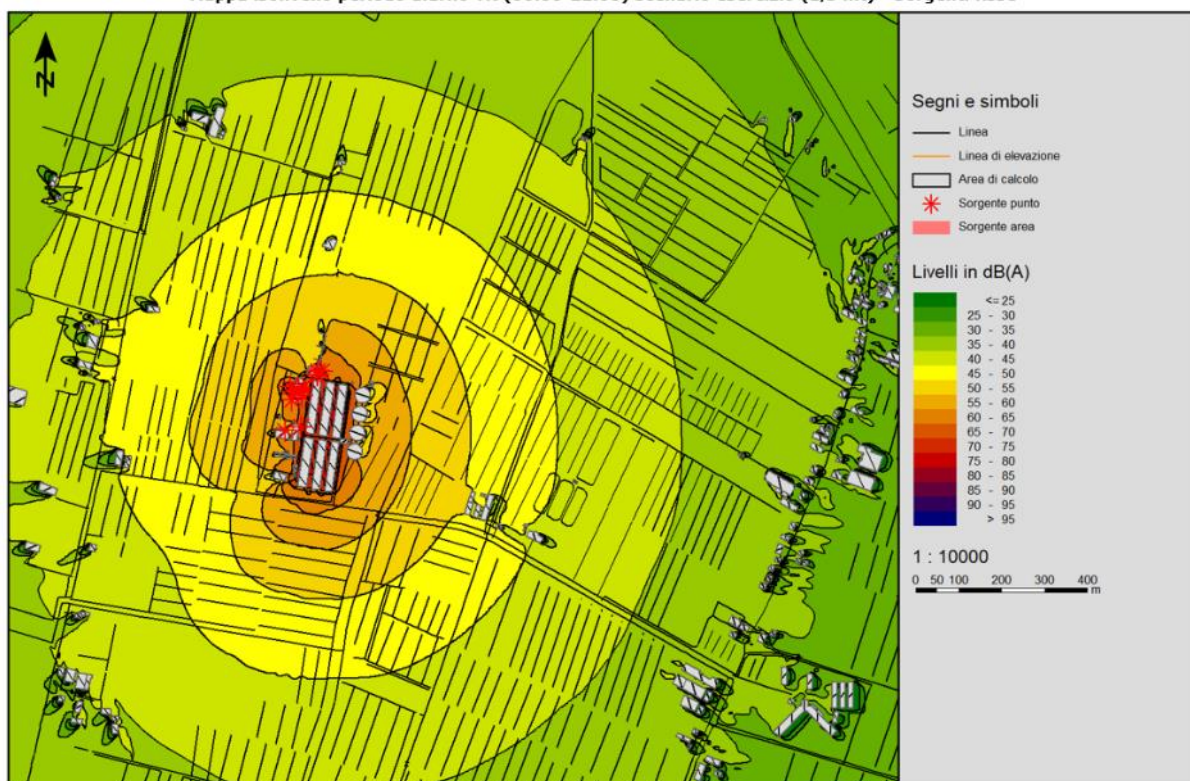 N
Segni e simboli
Linea
Linea di elevazione
Area di calcolo
Sorgente punto
Sorgente area
Livelli in dB(A)
<= 25
25 - 30
30 - 35
35 - 40
40 - 45
45 - 50
50 - 55
55 - 60
60 - 65
65 - 70
70 - 75
75 - 80
80 - 85
85 - 90
90 - 95
> 95
1 : 10000
0 50 100 200 300 400
m